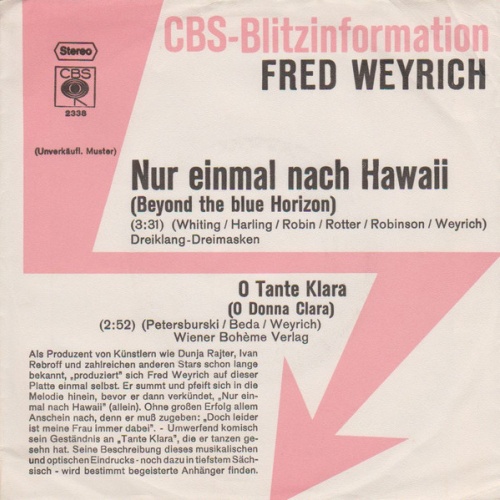 CBS-Blitzinformation
Stereo
FRED WEYRICH
CBS
2338
(Unverkäufl. Muster)
Nur einmal nach Hawaii
(Beyond the blue Horizon)
(3:31) (Whiting / Harling / Robin / Rotter / Robinson / Weyrich)
Dreiklang-Dreimasken
O Tante Klara
(O Donna Clara)
(2:52) (Petersburski / Beda / Weyrich)
Wiener Bohème Verlag
Als Produzent von Künstlern wie Dunja Rajter, Ivan
Rebroff und zahlreichen anderen Stars schon lange
bekannt, „produziert" sich Fred Weyrich auf dieser
Platte einmal selbst. Er summt und pfeift sich in die
Melodie hinein, bevor er dann verkündet, „Nur ein-
mal nach Hawaii" (allein). Ohne großen Erfolg allem
Anschein nach, denn er muß zugeben: „Doch leider
ist meine Frau immer dabei". - Umwerfend komisch
sein Geständnis an „Tante Klara", die er tanzen ge-
sehn hat. Seine Beschreibung dieses musikalischen
und optischen Eindrucks - noch dazu in tiefstem Säch-
sisch - wird bestimmt begeisterte Anhänger finden.